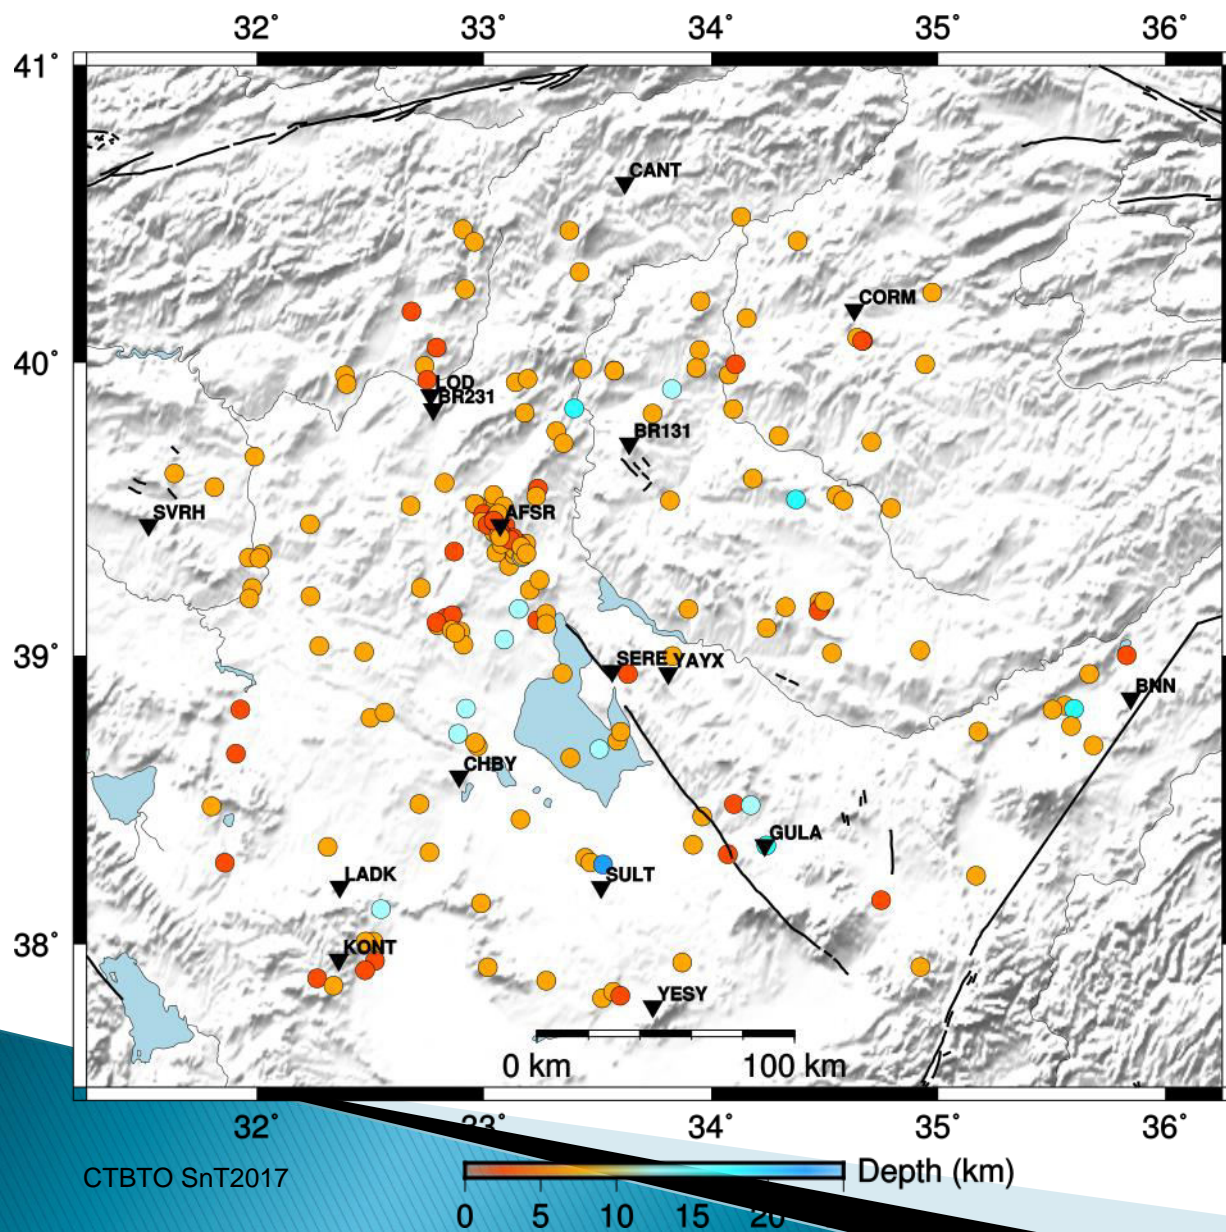 32˚ 33˚ 34˚ 35˚ 36˚
41˚
CANT
CORM
40˚
LOD
BR231
BR131
SVRH
AFSR
39˚
SERE YAYX
BNN
CHBY
GULA
LADK
SULT
38˚
KONT
YESY
0 km 100 km
32˚ 33˚ 34˚ 35˚ 36˚
CTBTO SnT2017
Depth (km)
0 5 10 15 20